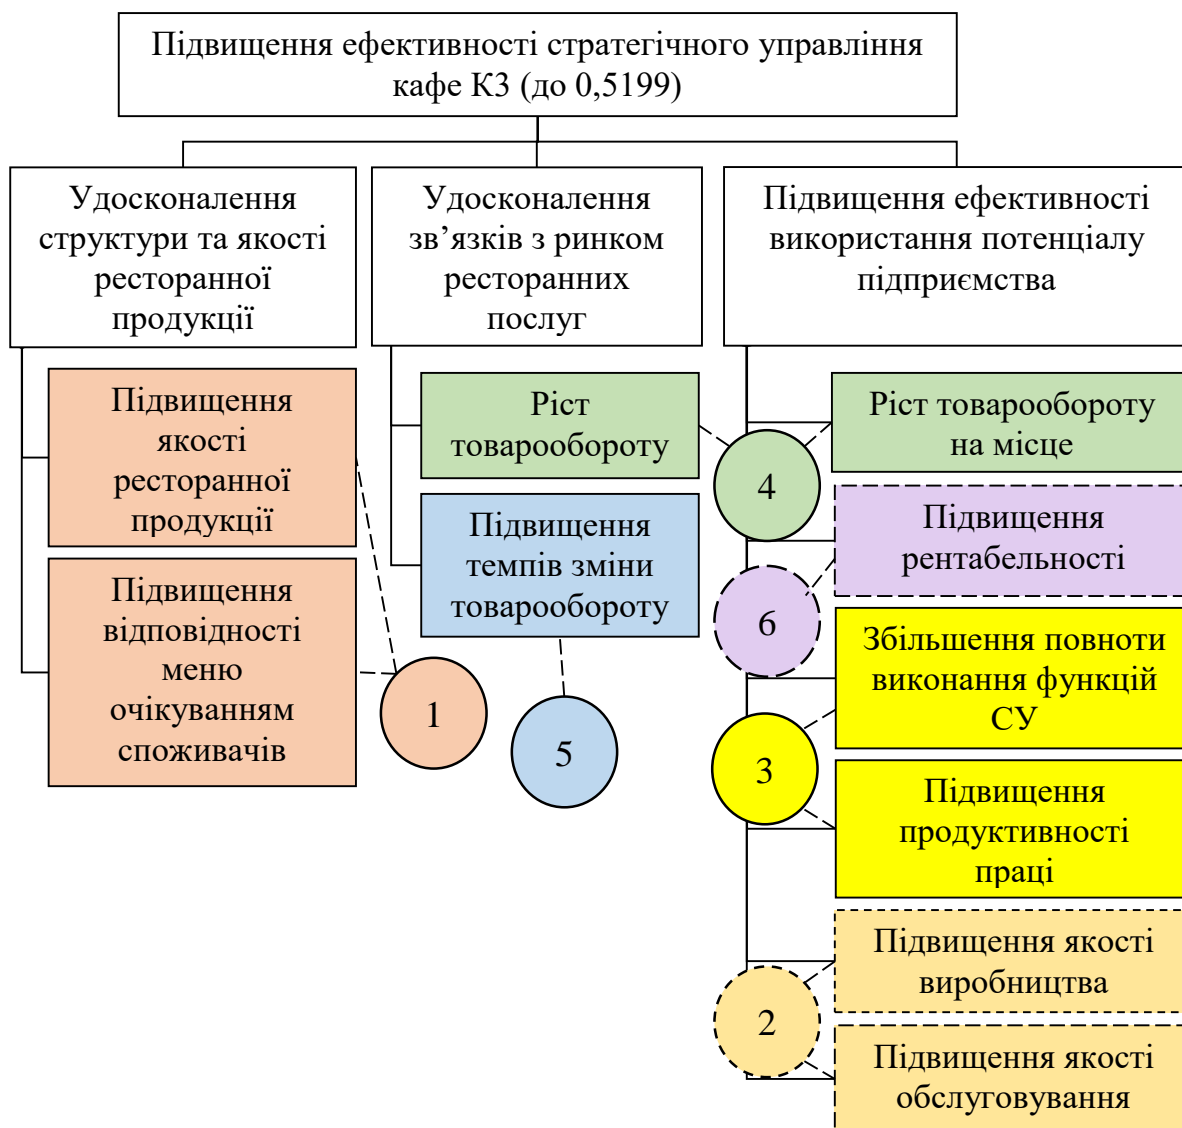 Підвищення ефективності стратегічного управління
кафе К3 (до 0,5199)
Удосконалення
структури та якості
ресторанної
продукції
Удосконалення
зв’язків з ринком
ресторанних
послуг
Підвищення ефективності
використання потенціалу
підприємства
Підвищення
якості
ресторанної
продукції
Підвищення
відповідності
меню
очікуванням
споживачів
1
Ріст
товарообороту
Підвищення
темпів зміни
товарообороту
5
4
Ріст товарообороту
на місце
6
Підвищення
рентабельності
3
Збільшення повноти
виконання функцій
СУ
Підвищення
продуктивності
праці
2
Підвищення якості
виробництва
Підвищення якості
обслуговування